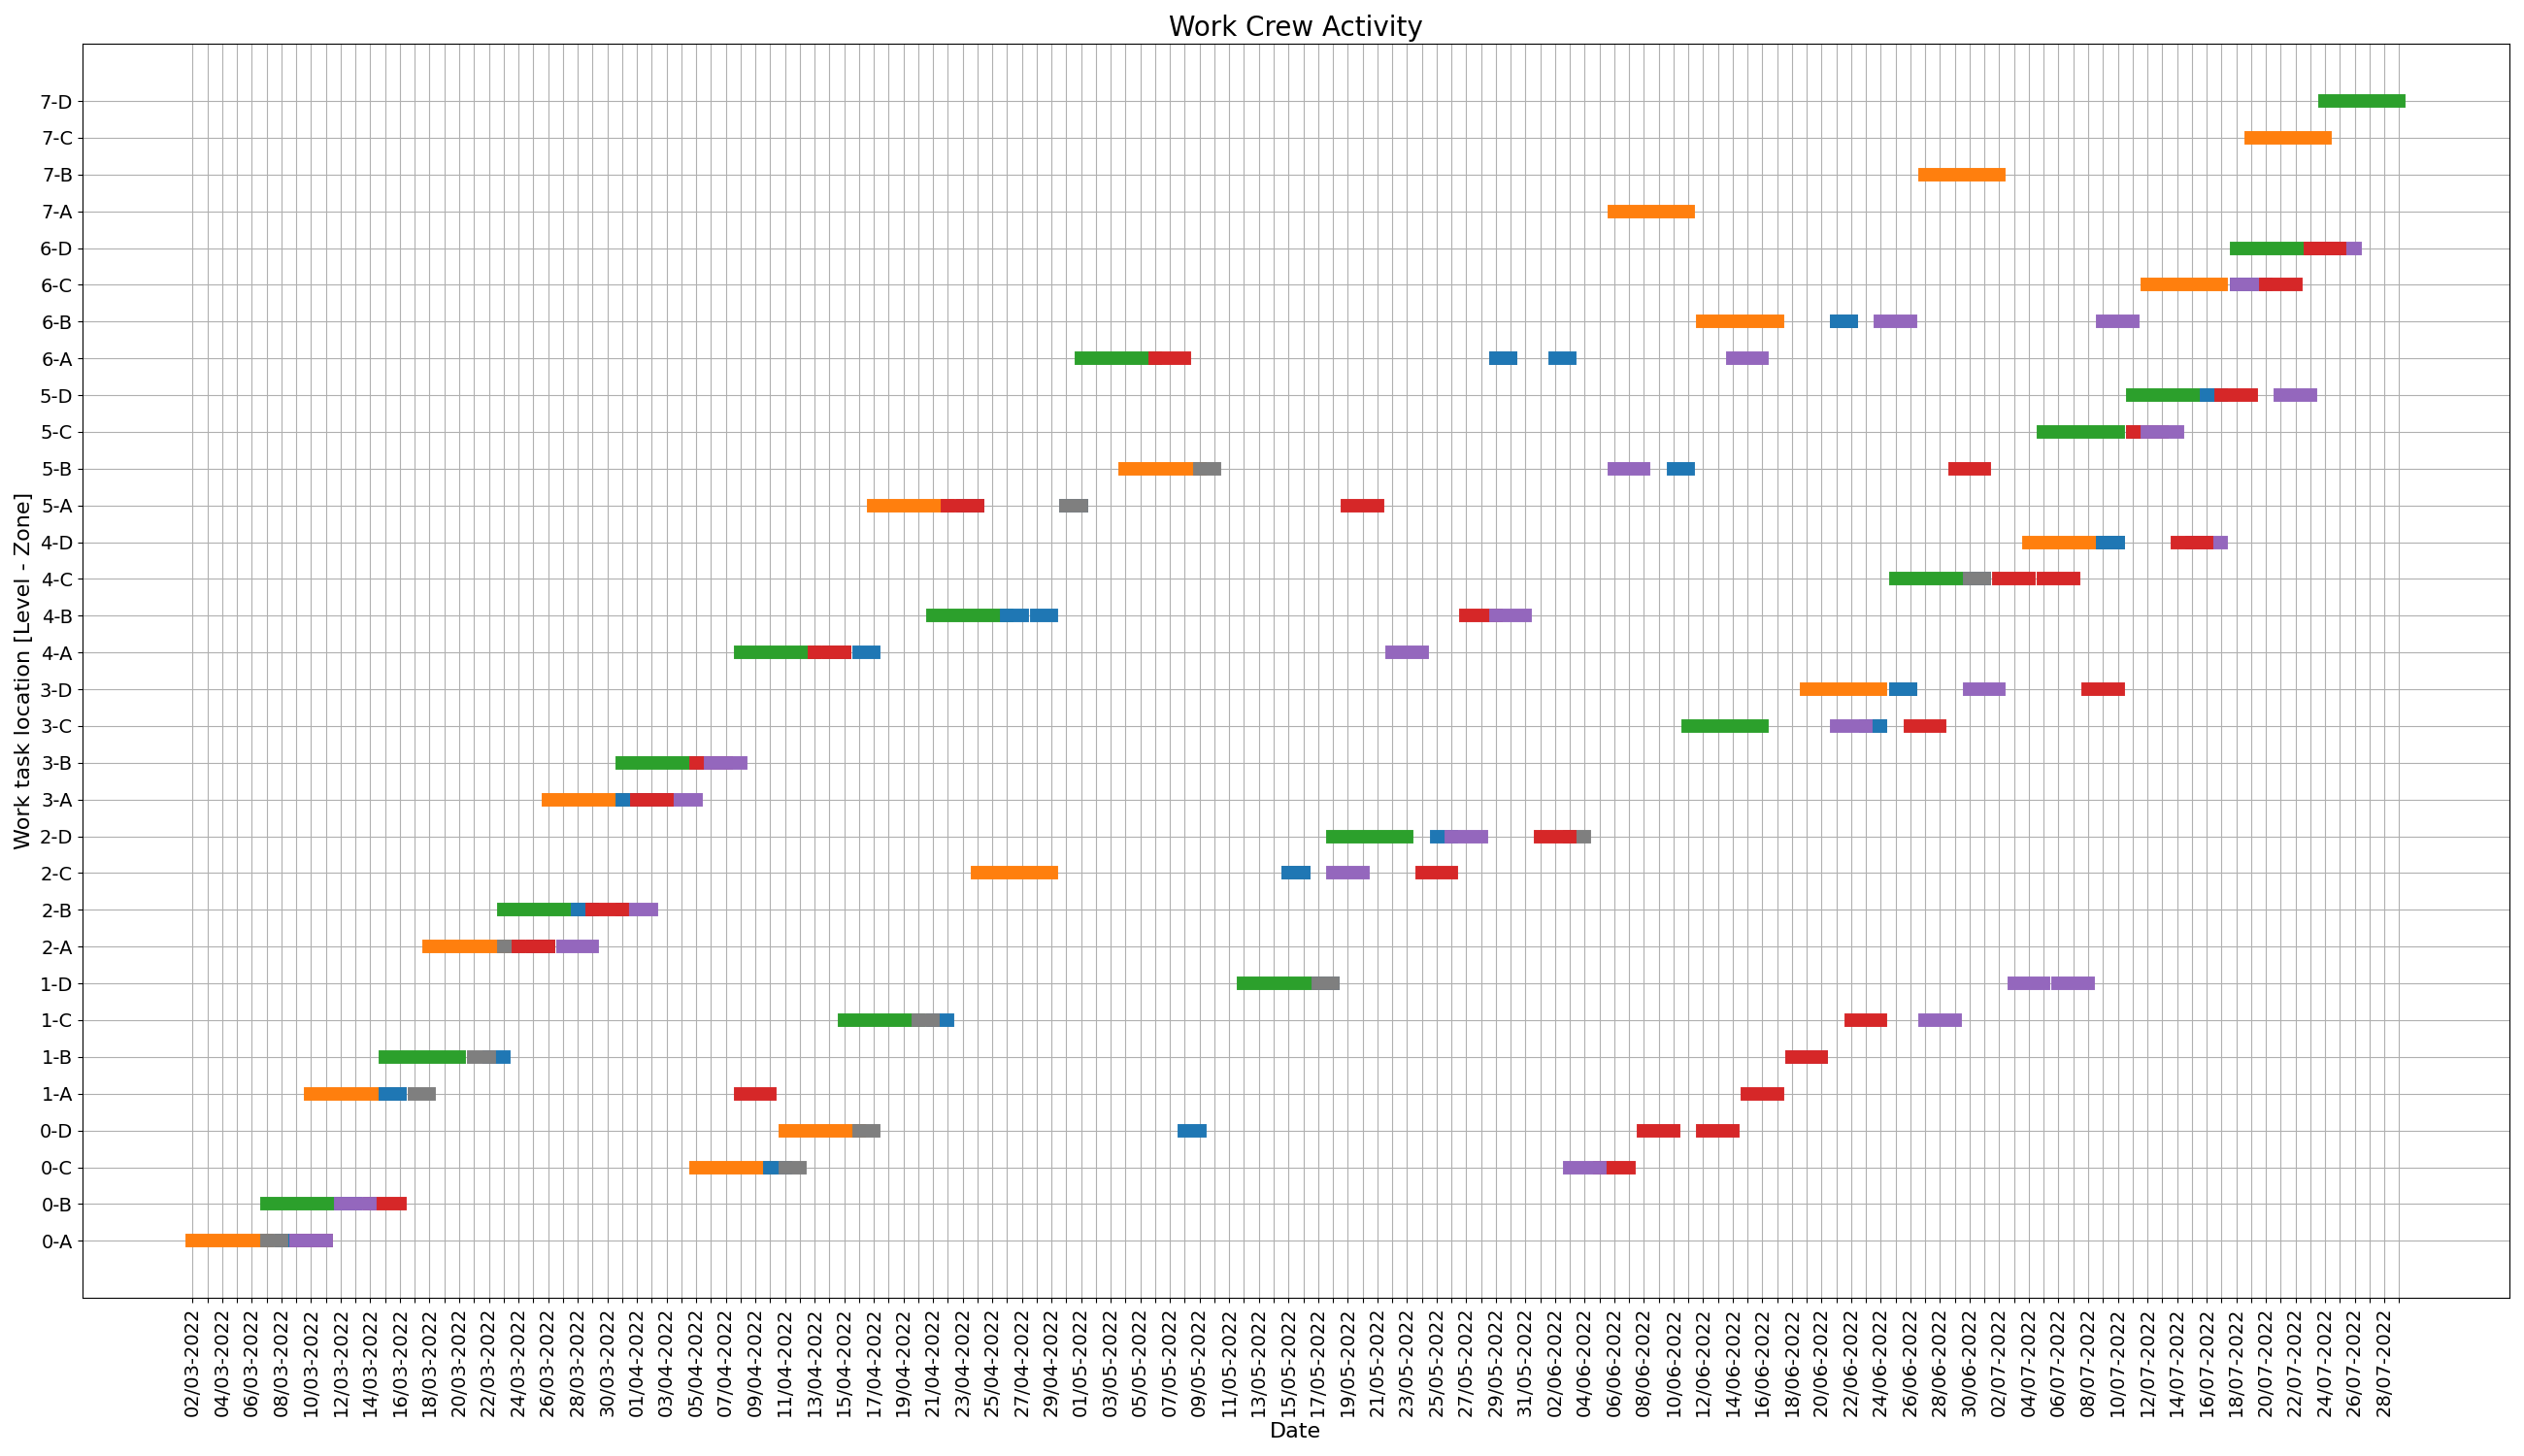 Work Crew Activity
Work task location [Level - Zone]
7-D
7-C
7-B
7-A
6-D
6-C
6-B
6-A
5-D
5-C
5-B
5-A
4-D
4-C
4-B
4-A
3-D
3-C
3-B
3-A
2-D
2-C
2-B
2-A
1-D
1-C
1-B
1-A
0-D
0-C
0-B
0-A
02/03-2022
04/03-2022
06/03-2022
08/03-2022
10/03-2022
12/03-2022
14/03-2022
16/03-2022
18/03-2022
20/03-2022
22/03-2022
24/03-2022
26/03-2022
28/03-2022
30/03-2022
01/04-2022
03/04-2022
05/04-2022
07/04-2022
09/04-2022
11/04-2022
13/04-2022
15/04-2022
17/04-2022
19/04-2022
21/04-2022
23/04-2022
25/04-2022
27/04-2022
29/04-2022
01/05-2022
03/05-2022
05/05-2022
07/05-2022
09/05-2022
11/05-2022
13/05-2022
15/05-2022
17/05-2022
19/05-2022
21/05-2022
23/05-2022
25/05-2022
27/05-2022
29/05-2022
31/05-2022
02/06-2022
04/06-2022
06/06-2022
08/06-2022
10/06-2022
12/06-2022
14/06-2022
16/06-2022
18/06-2022
20/06-2022
22/06-2022
24/06-2022
26/06-2022
28/06-2022
30/06-2022
02/07-2022
04/07-2022
06/07-2022
08/07-2022
10/07-2022
12/07-2022
14/07-2022
16/07-2022
18/07-2022
20/07-2022
22/07-2022
24/07-2022
26/07-2022
28/07-2022
Date